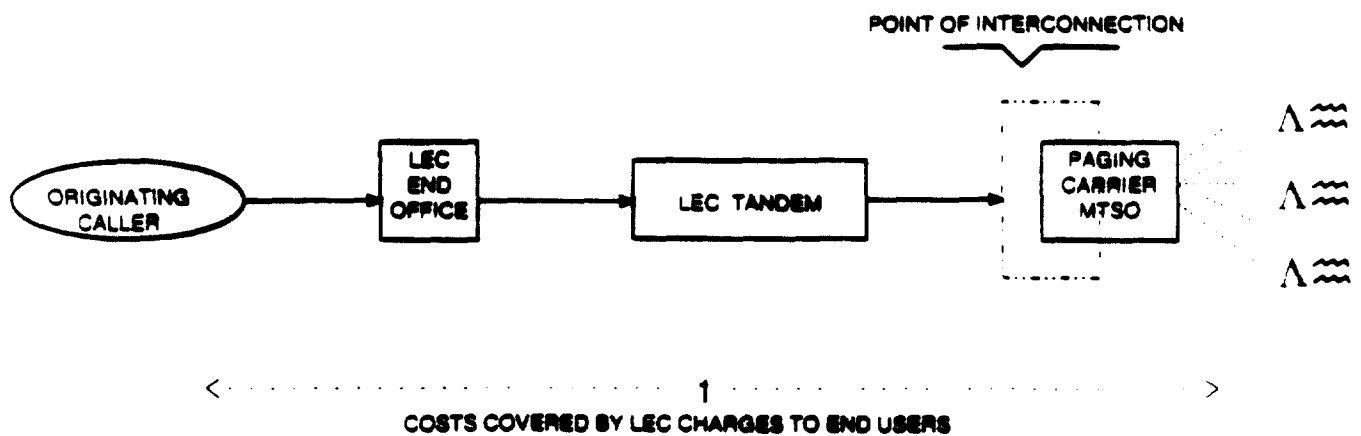 POINT OF INTERCONNECTION
ORIGINATING
CALLER
LEC
END
OFFICE
LEC TANDEM
PAGING
CARRIER
MTSO
1
COSTS COVERED BY LEC CHARGES TO END USERS